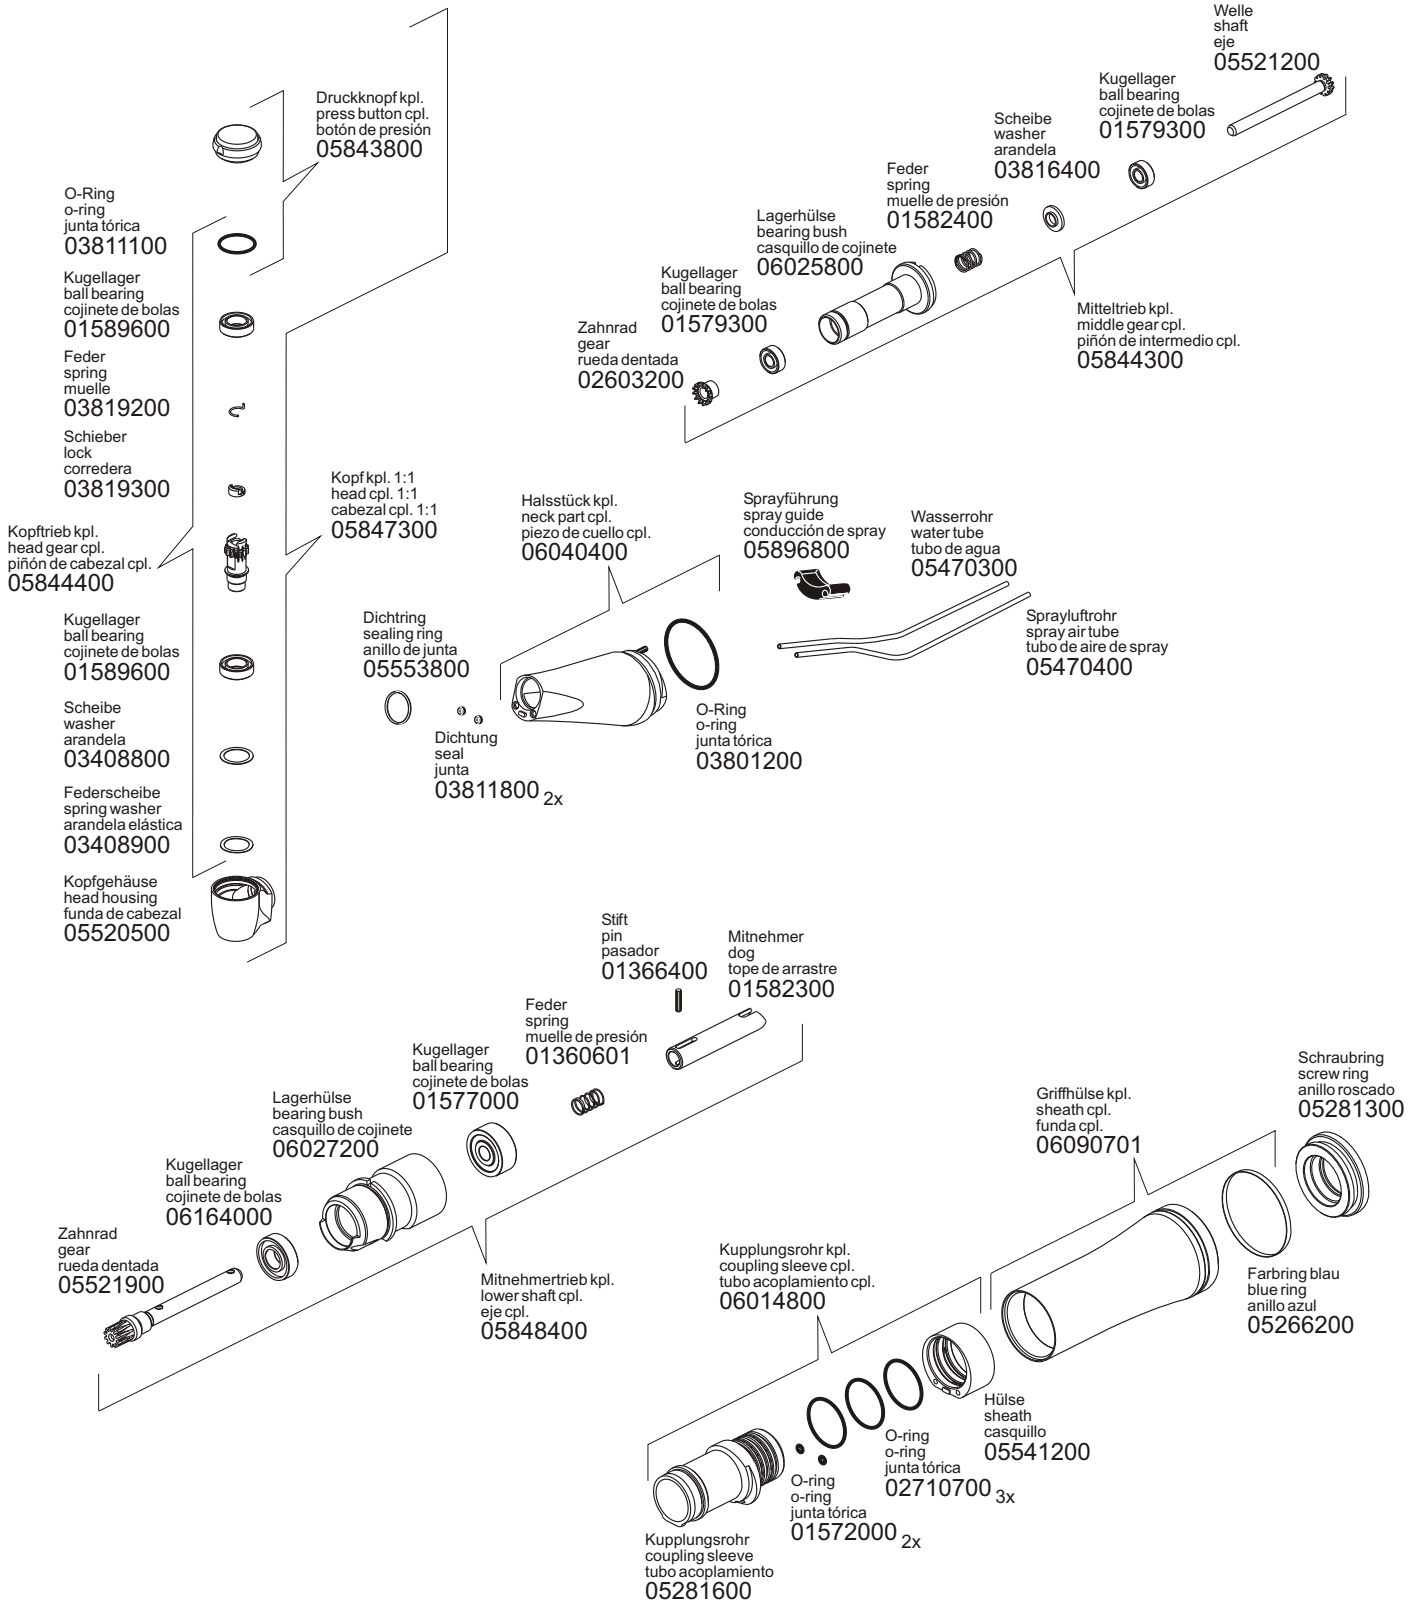 Druckknopf kpl.
press button cpl.
botón de presión
05843800
O-Ring
o-ring
junta tórica
03811100
Kugellager
ball bearing
cojinete de bolas
01589600
Feder
spring
muelle
03819200
Schieber
lock
corredera
03819300
Kopftrieb kpl.
head gear cpl.
piñón de cabezal cpl.
05844400
Kopf kpl. 1:1
head cpl. 1:1
cabezal cpl. 1:1
05847300
Kugellager
ball bearing
cojinete de bolas
01589600
Scheibe
washer
arandela
03408800
Federscheibe
spring washer
arandela elástica
03408900
Kopfgehäuse
head housing
funda de cabezal
05520500
Welle
shaft
eje
05521200
Kugellager
ball bearing
cojinete de bolas
01579300
Scheibe
washer
arandela
03816400
Feder
spring
muelle de presión
01582400
Lagerhülse
bearing bush
casquillo de cojinete
06025800
Kugellager
ball bearing
cojinete de bolas
01579300
Zahnrad
gear
rueda dentada
02603200
Mitteltrieb kpl.
middle gear cpl.
piñón de intermedio cpl.
05844300
Halsstück kpl.
neck part cpl.
piezo de cuello cpl.
06040400
Sprayführung
spray guide
conducción de spray
05896800
Wasserrohr
water tube
tubo de agua
05470300
Sprayluftrohr
spray air tube
tubo de aire de spray
05470400
Dichtring
sealing ring
anillo de junta
05553800
Dichtung
seal
junta
03811800 2x
O-Ring
o-ring
junta tórica
03801200
Stift
pin
pasador
01366400
Mitnehmer
dog
tope de arrastre
01582300
Feder
spring
muelle de presión
01360601
Kugellager
ball bearing
cojinete de bolas
01577000
Lagerhülse
bearing bush
casquillo de cojinete
06027200
Kugellager
ball bearing
cojinete de bolas
06164000
Zahnrad
gear
rueda dentada
05521900
Mitnehmertrieb kpl.
lower shaft cpl.
eje cpl.
05848400
Schraubring
screw ring
anillo roscado
05281300
Griffhülse kpl.
sheath cpl.
funda cpl.
06090701
Farbring blau
blue ring
anillo azul
05266200
Kupplungsrohr kpl.
coupling sleeve cpl.
tubo acoplamiento cpl.
06014800
Hülse
sheath
casquillo
05541200
O-ring
o-ring
junta tórica
02710700 3x
O-ring
o-ring
junta tórica
01572000 2x
Kupplungsrohr
coupling sleeve
tubo acoplamiento
05281600